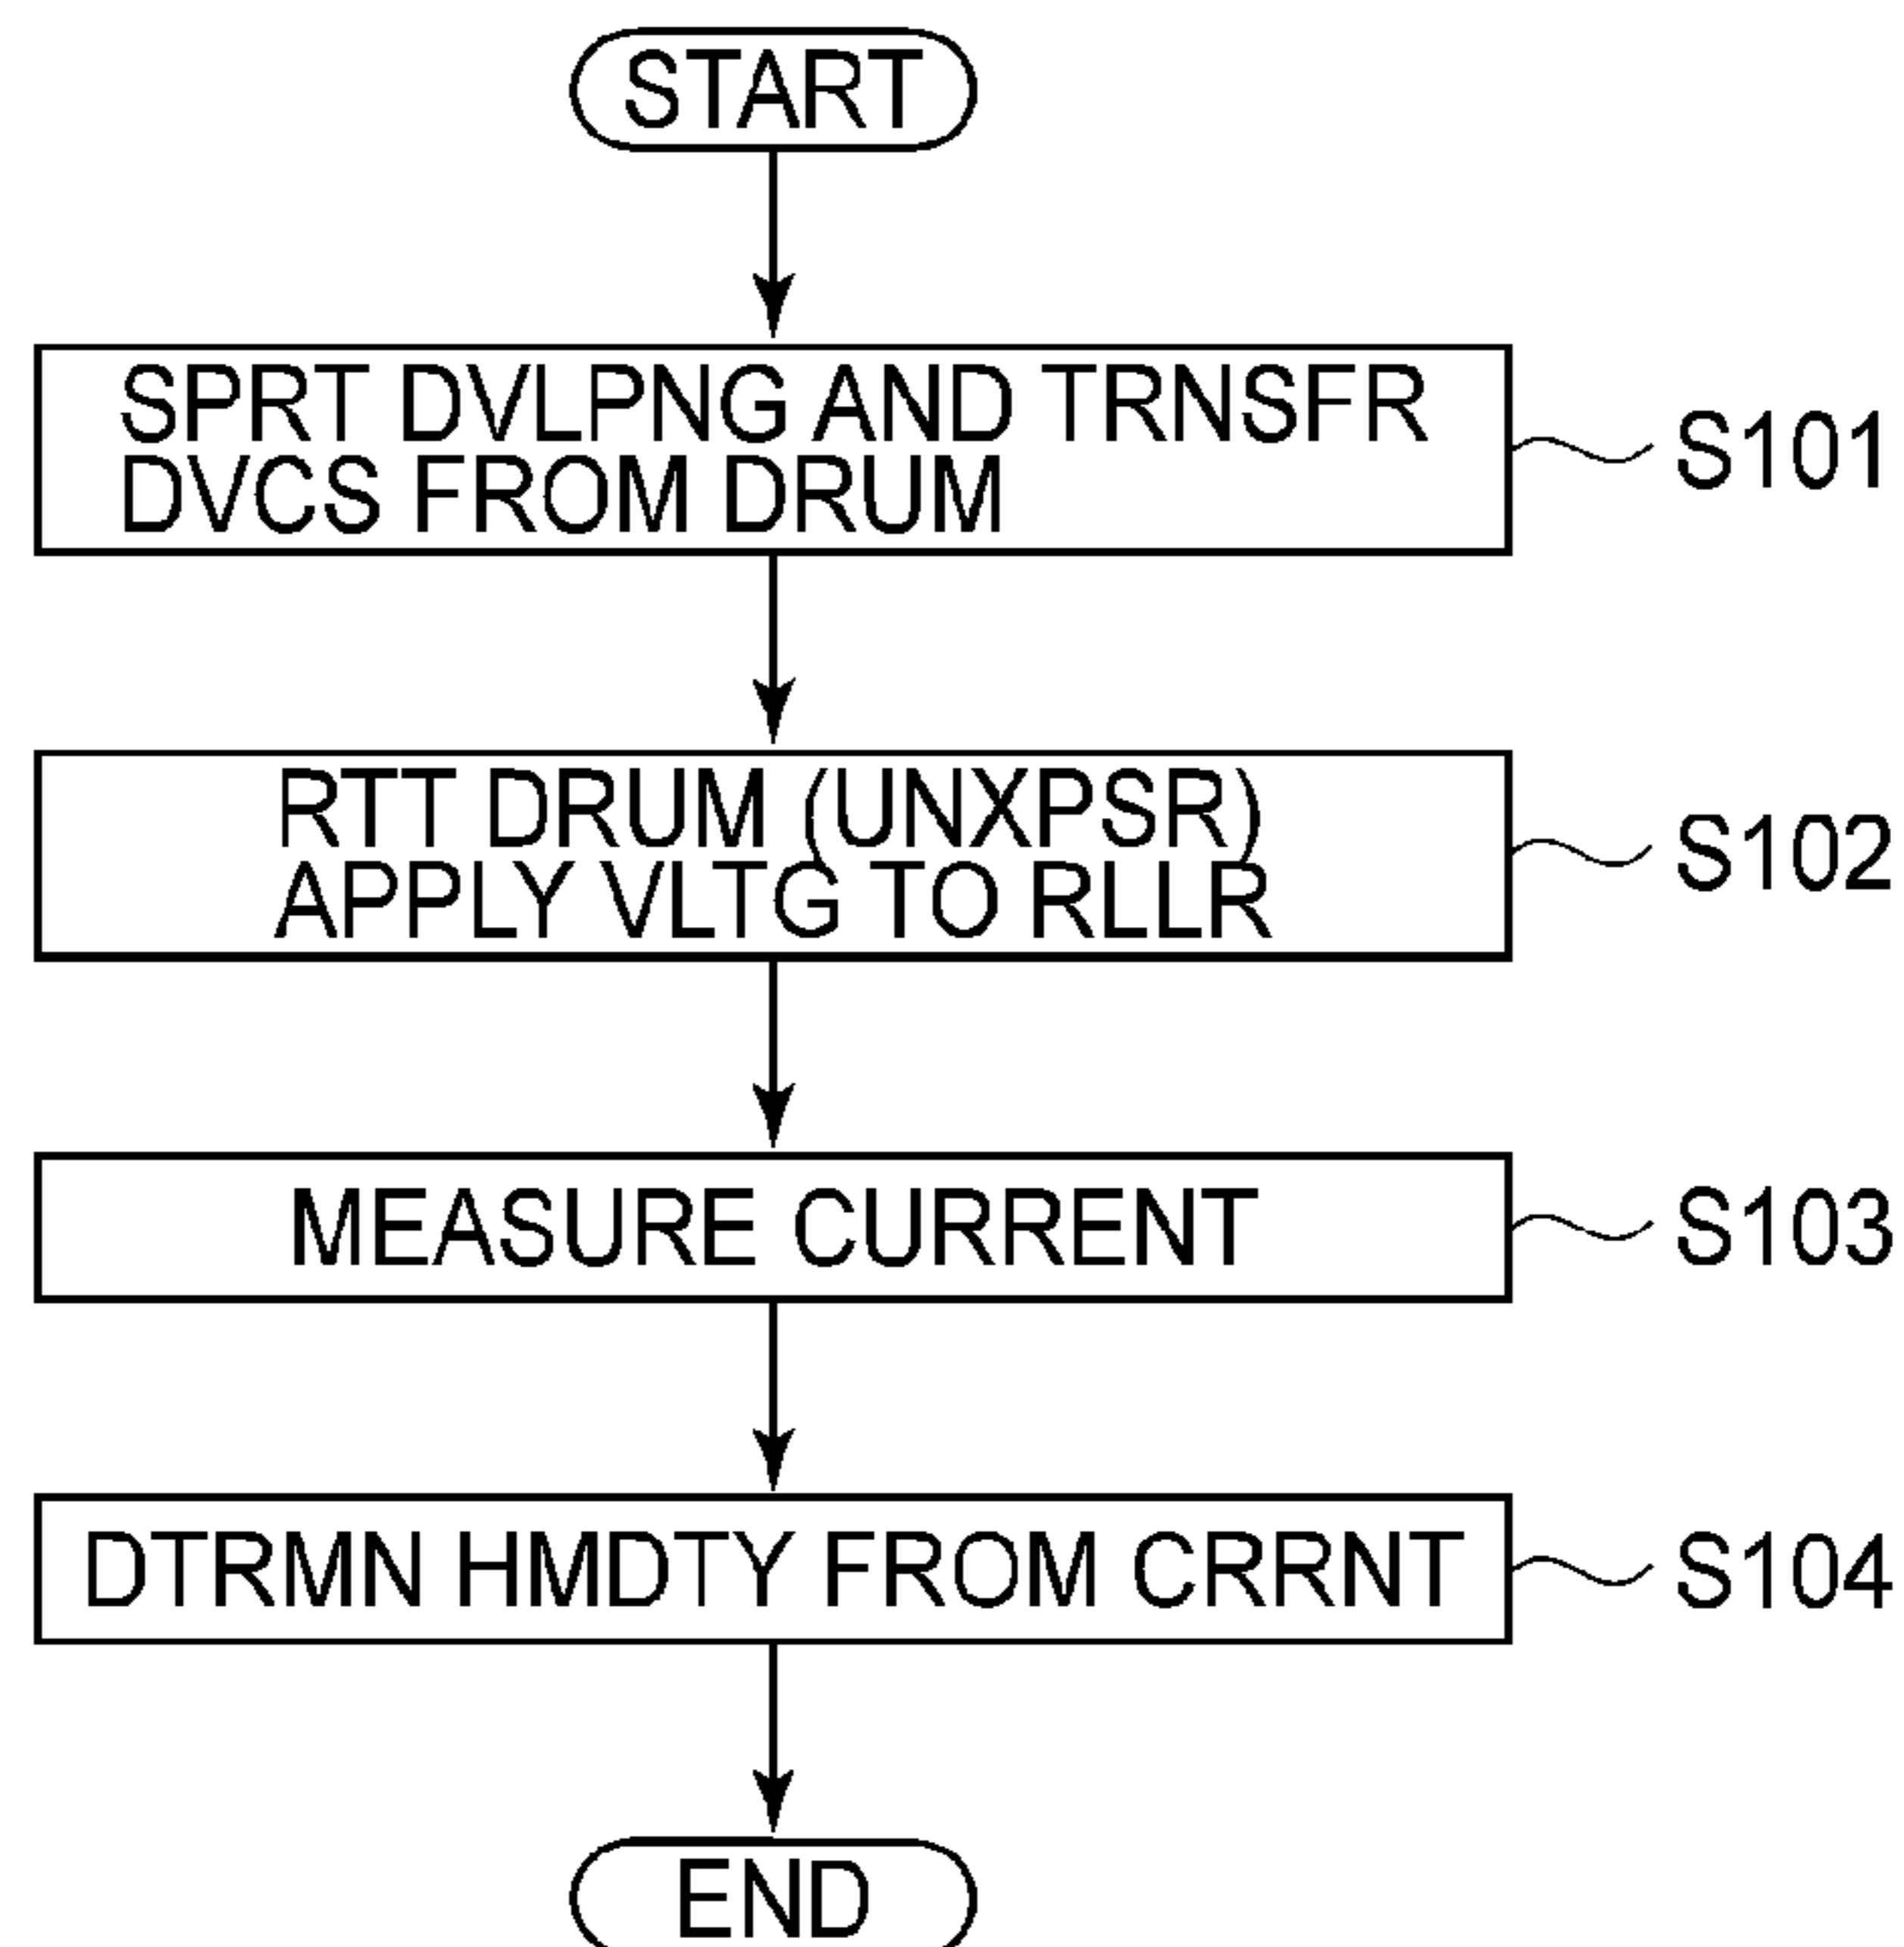 START
SPRT DVLPNG AND TRNSFR
DVCS FROM DRUM
S101
RTT DRUM (UNXPSR)
APPLY VLTG TO RLLR
S102
MEASURE CURRENT
S103
DTRMN HMDTY FROM CRRNT
S104
END